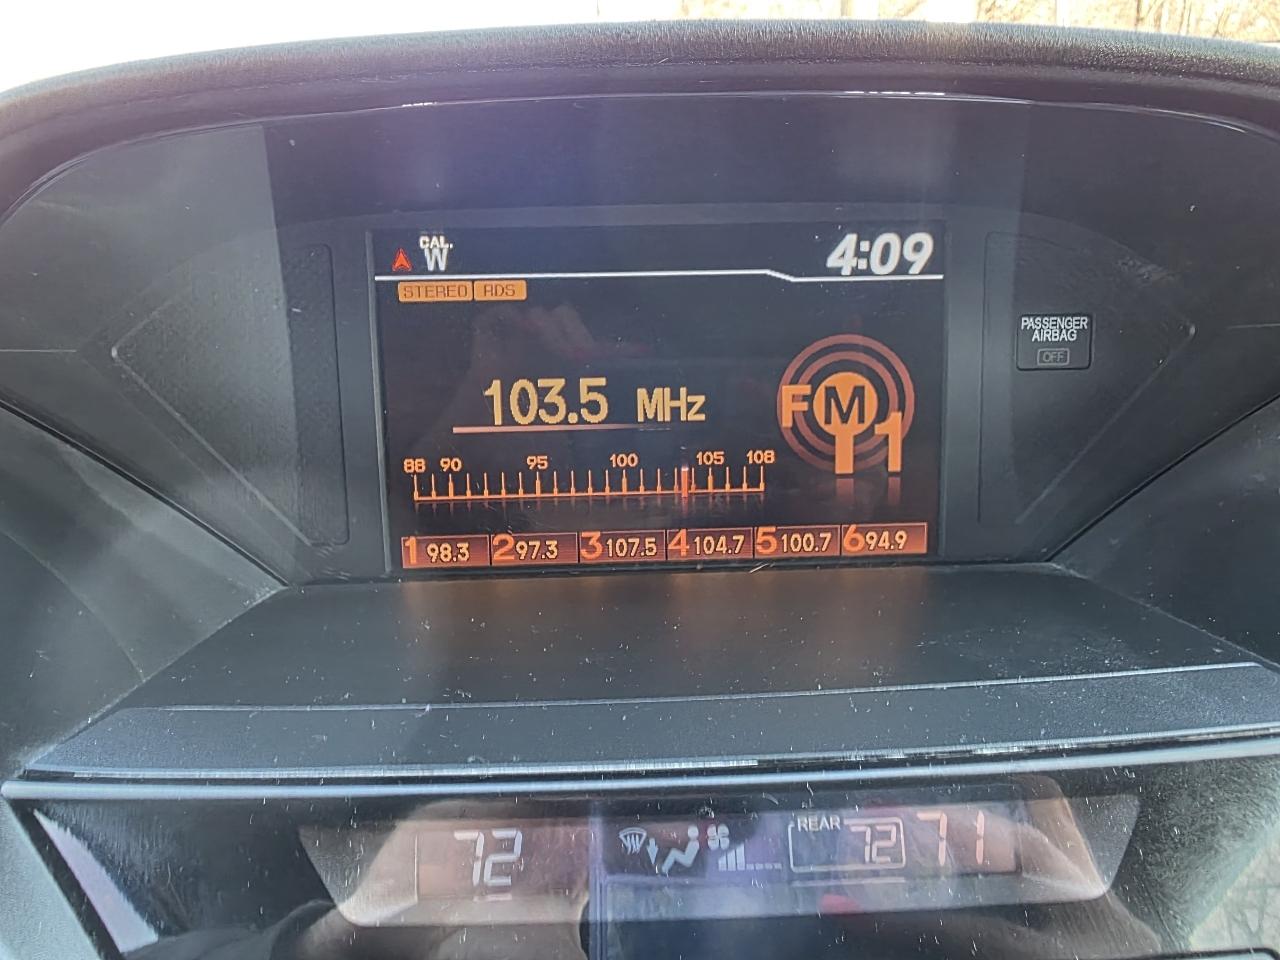 CAL.
W
4:09
STEREO RDS
PASSENGER
AIRBAG
OFF
103.5 MHz
FM1
88 90 95 100 105 108
1 98.3 2 97.3 3 107.5 4 104.7 5 100.7 6 94.9
72 REAR 72 71